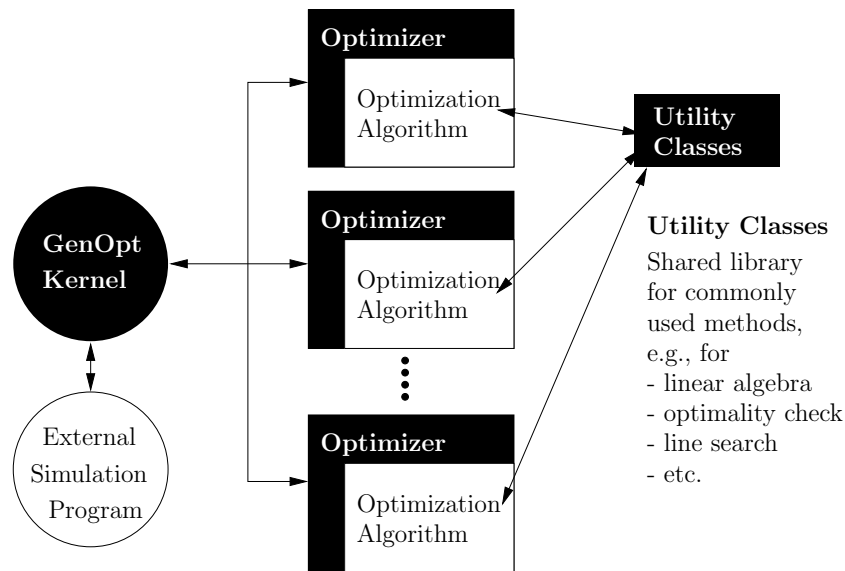 Optimizer
Optimization
Algorithm
Utility
Classes
GenOpt
Kernel
Optimizer
Optimization
Algorithm
Utility Classes
Shared library
for commonly
used methods,
e.g., for
- linear algebra
- optimality check
- line search
- etc.
External
Simulation
Program
Optimizer
Optimization
Algorithm